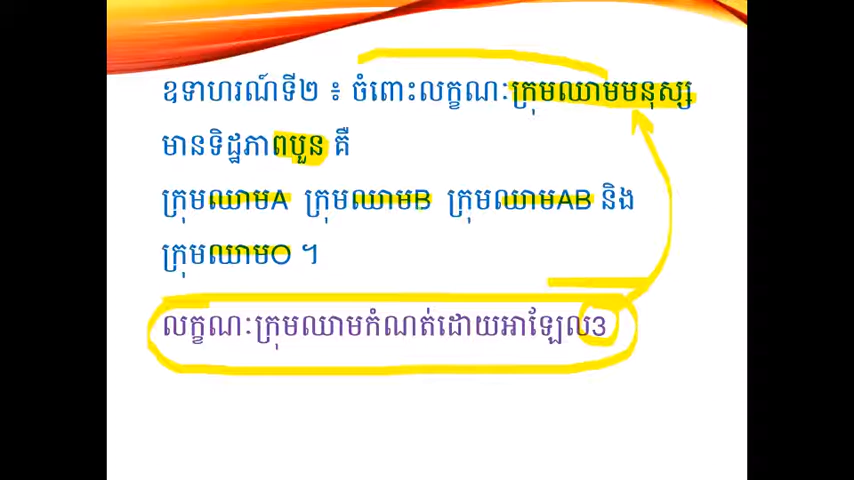 ឧទាហរណ៍ទី២ ៖ ចំពោះលក្ខណៈក្រុមឈាមមនុស្ស
មានទិដ្ឋភាពបួន គឺ
ក្រុមឈាមA ក្រុមឈាមB ក្រុមឈាមAB និង
ក្រុមឈាមO ។
លក្ខណៈក្រុមឈាមកំណត់ដោយអាឡែល3